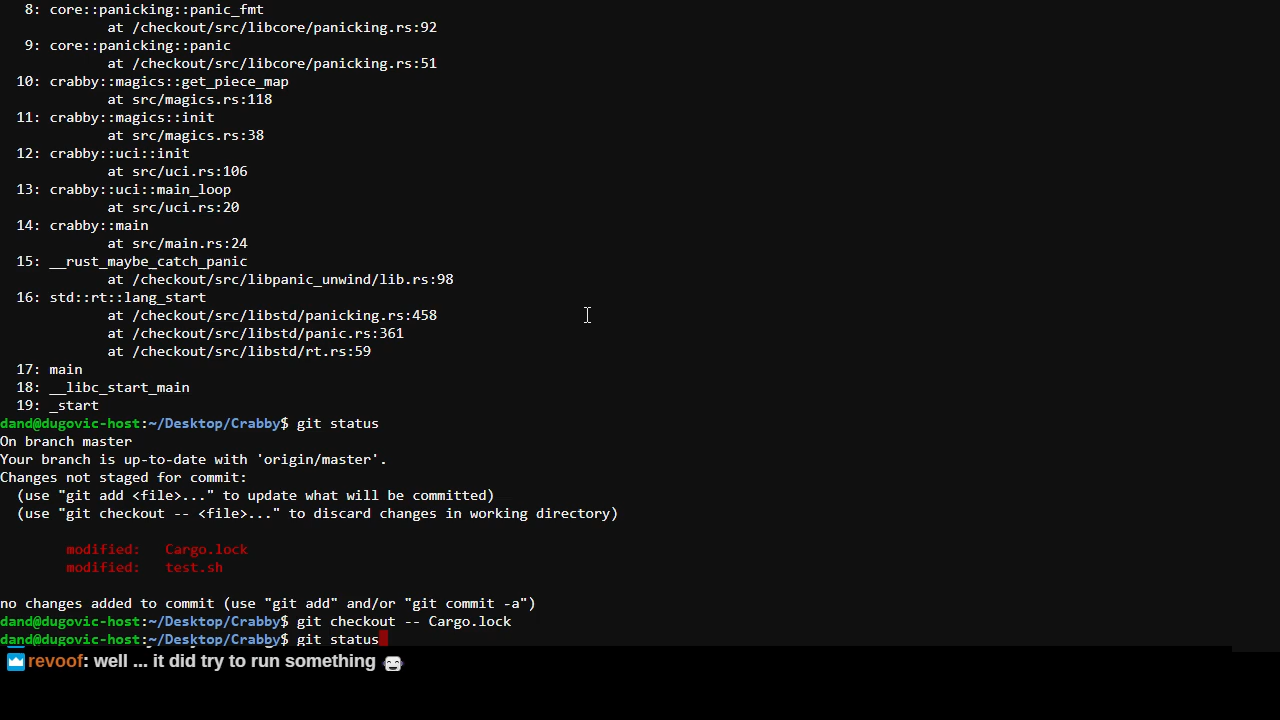 8: core::panicking::panic_fmt
at /checkout/src/libcore/panicking.rs:92
9: core::panicking::panic
at /checkout/src/libcore/panicking.rs:51
10: crabby::magics::get_piece_map
at src/magics.rs:118
11: crabby::magics::init
at src/magics.rs:38
12: crabby::uci::init
at src/uci.rs:106
13: crabby::uci::main_loop
at src/uci.rs:20
14: crabby::main
at src/main.rs:24
15: __rust_maybe_catch_panic
at /checkout/src/libpanic_unwind/lib.rs:98
16: std::rt::lang_start
at /checkout/src/libstd/panicking.rs:458
at /checkout/src/libstd/panic.rs:361
at /checkout/src/libstd/rt.rs:59
17: main
18: __libc_start_main
19: _start
dand@dugovic-host:~/Desktop/Crabby$ git status
On branch master
Your branch is up-to-date with 'origin/master'.
Changes not staged for commit:
(use "git add <file>..." to update what will be committed)
(use "git checkout -- <file>..." to discard changes in working directory)
modified: Cargo.lock
modified: test.sh
no changes added to commit (use "git add" and/or "git commit -a")
dand@dugovic-host:~/Desktop/Crabby$ git checkout -- Cargo.lock
dand@dugovic-host:~/Desktop/Crabby$ git status
revoof: well ... it did try to run something